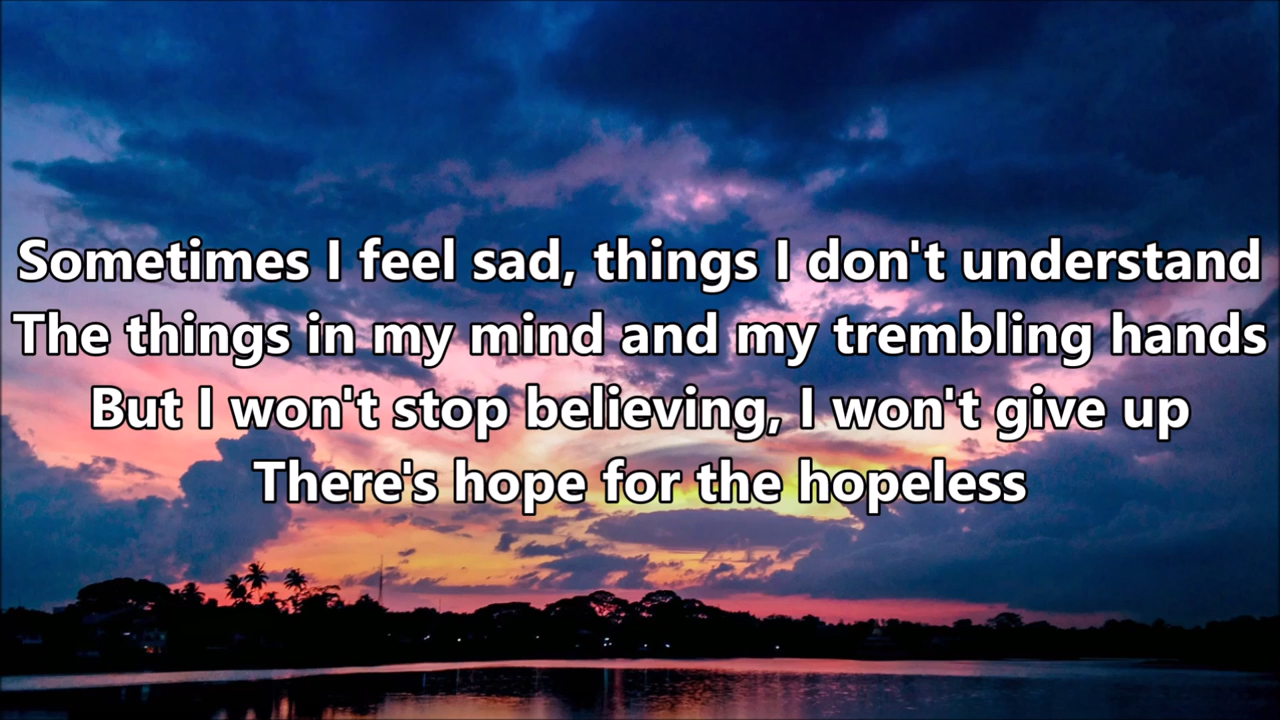 Sometimes I feel sad, things I don't understand
The things in my mind and my trembling hands
But I won't stop believing, I won't give up
There's hope for the hopeless